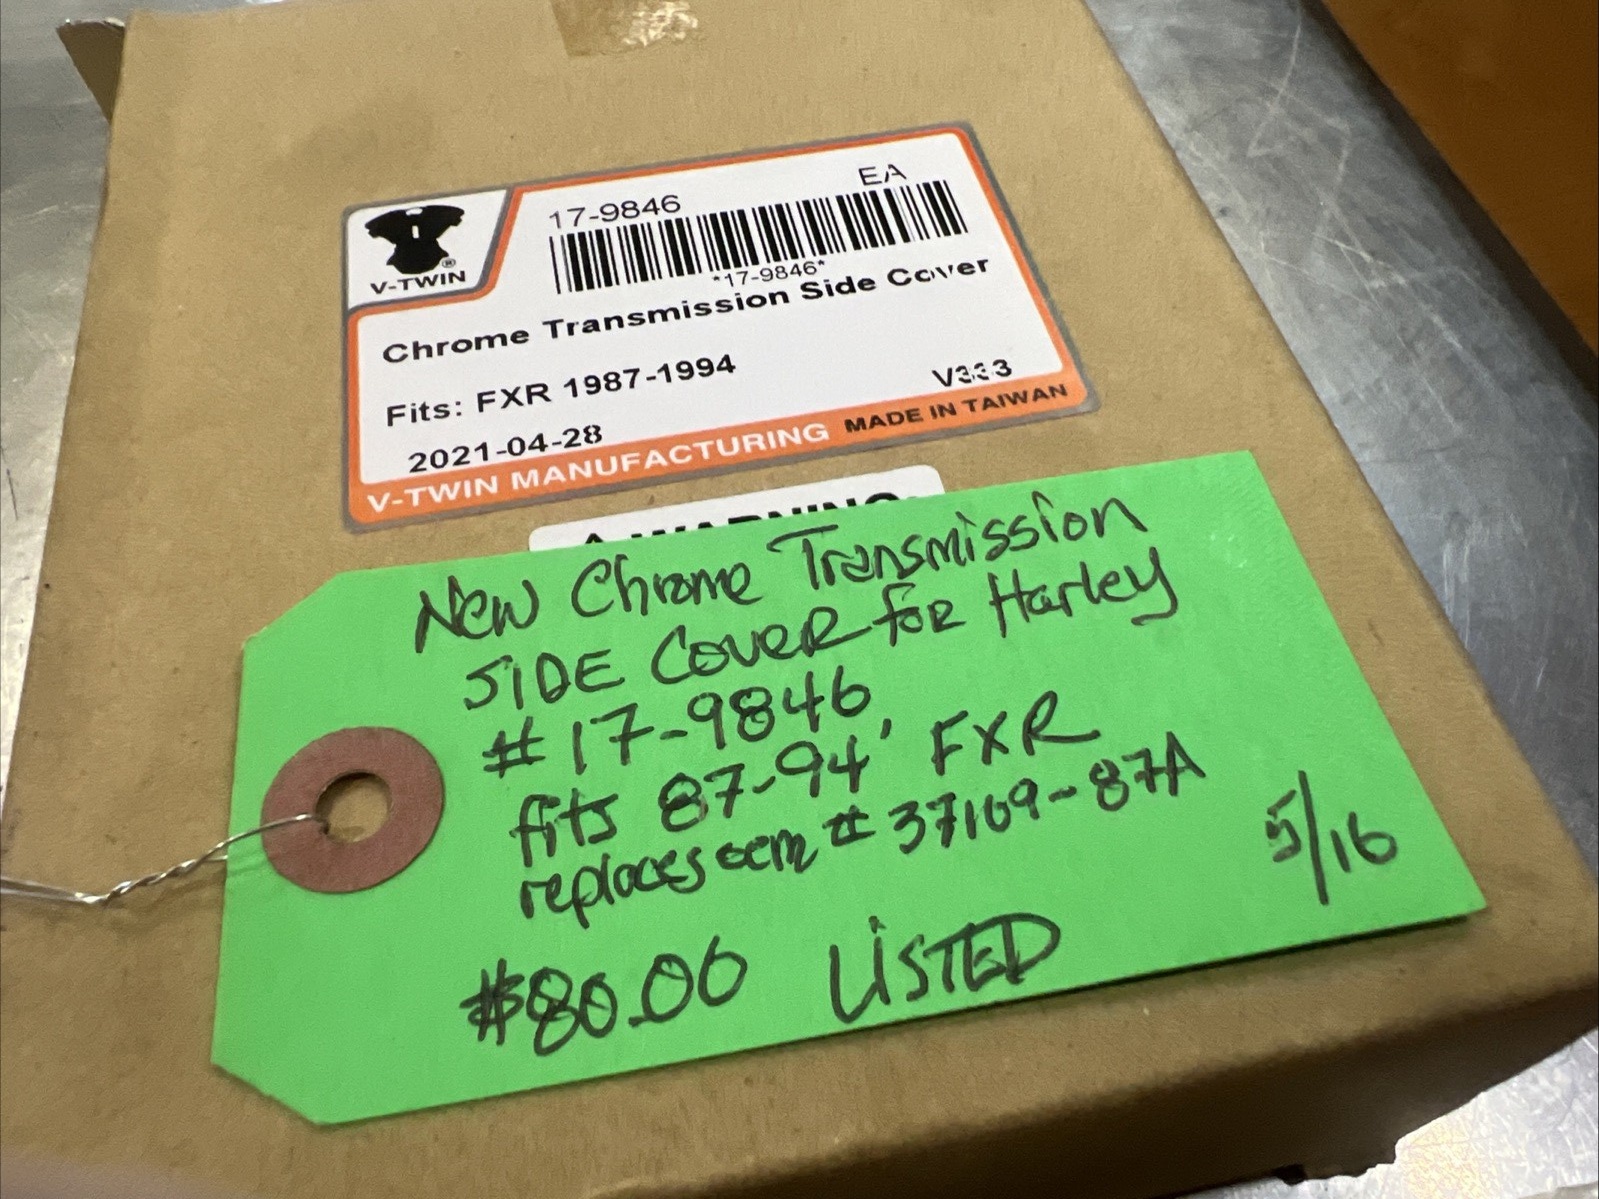 17-9846
EA
*17-9846*
V-TWIN
®
Chrome Transmission Side Cover
Fits: FXR 1987-1994
V333
2021-04-28
V-TWIN MANUFACTURING MADE IN TAIWAN
WARNING:
New Chrome Transmission
SIDE COVER for Harley
# 17-9846
fits 87-94' FXR
replaces oem # 37109-87A
5/16
$80.00 LISTED